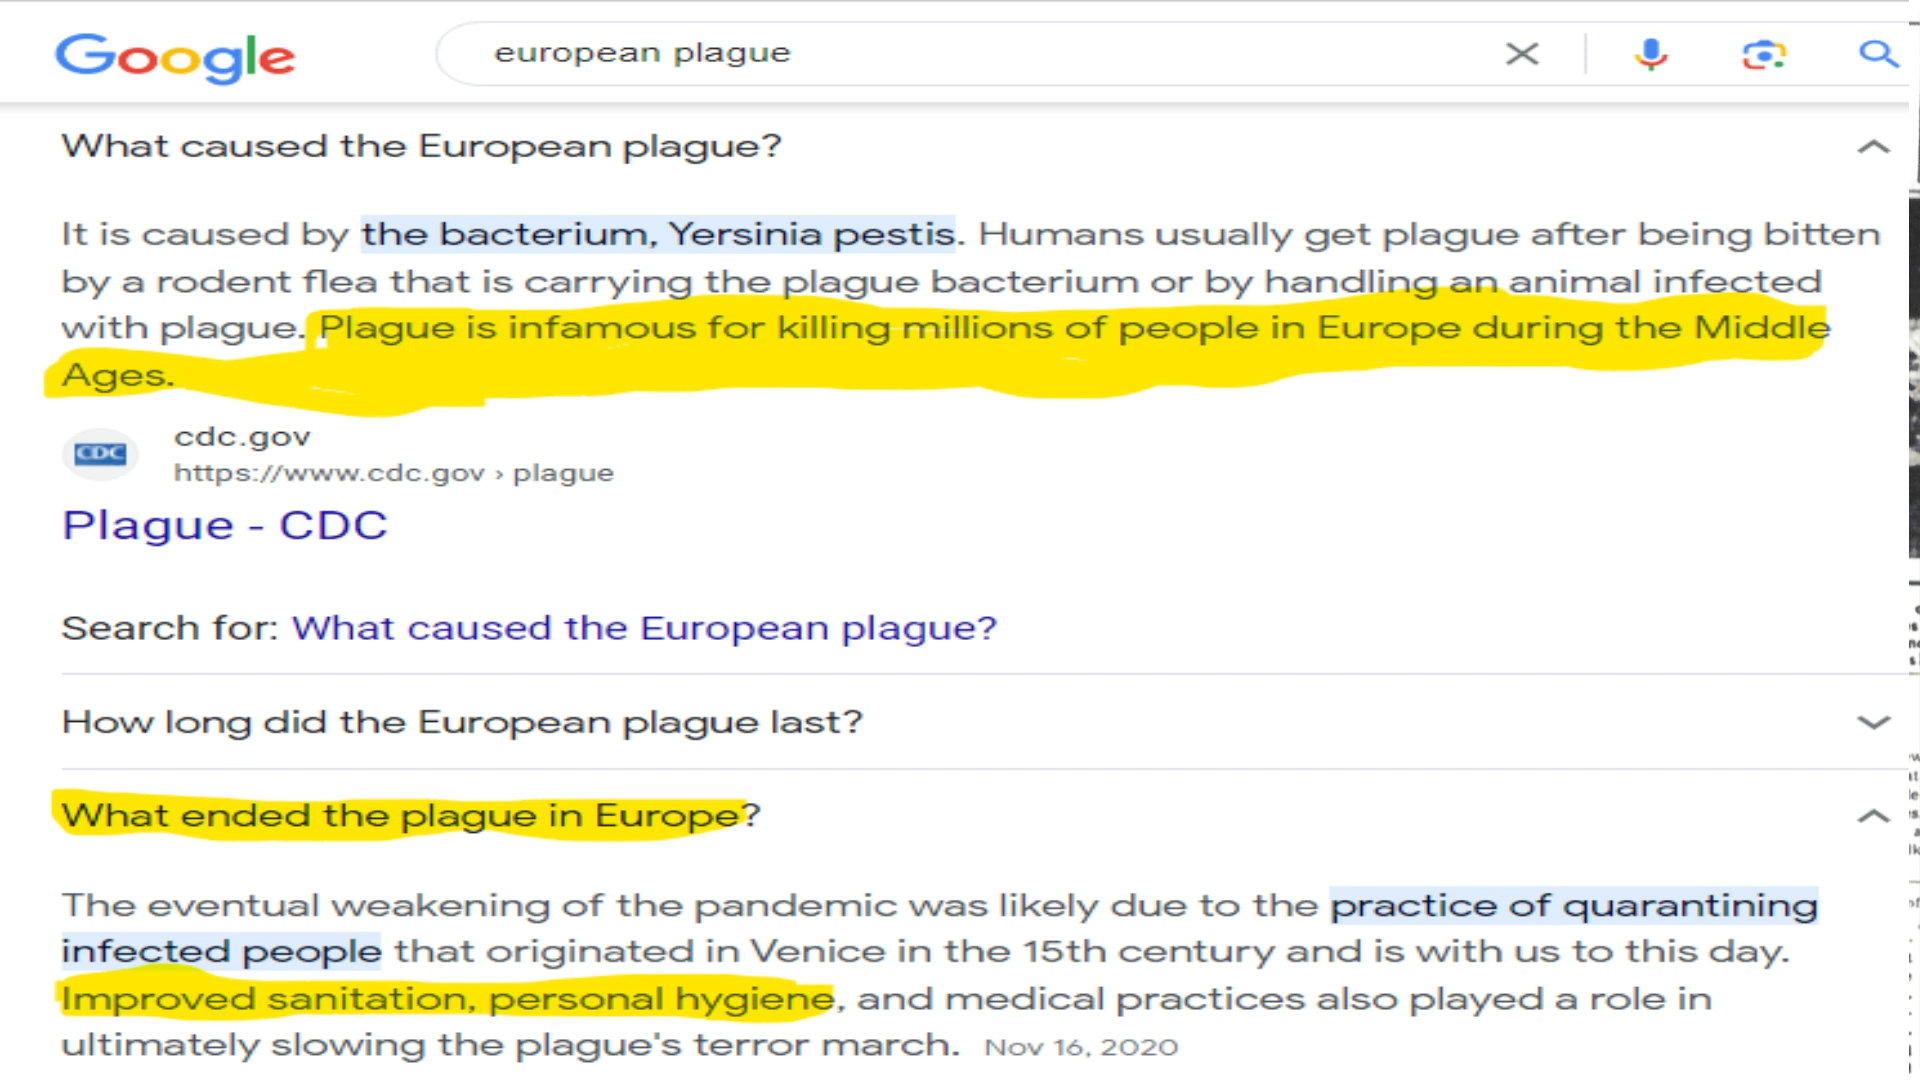 Google
european plague
What caused the European plague?
It is caused by the bacterium, Yersinia pestis. Humans usually get plague after being bitten
by a rodent flea that is carrying the plague bacterium or by handling an animal infected
with plague. Plague is infamous for killing millions of people in Europe during the Middle
Ages.
CDC
cdc.gov
https://www.cdc.gov › plague
Plague - CDC
Search for: What caused the European plague?
How long did the European plague last?
What ended the plague in Europe?
The eventual weakening of the pandemic was likely due to the practice of quarantining
infected people that originated in Venice in the 15th century and is with us to this day.
Improved sanitation, personal hygiene, and medical practices also played a role in
ultimately slowing the plague's terror march. Nov 16, 2020